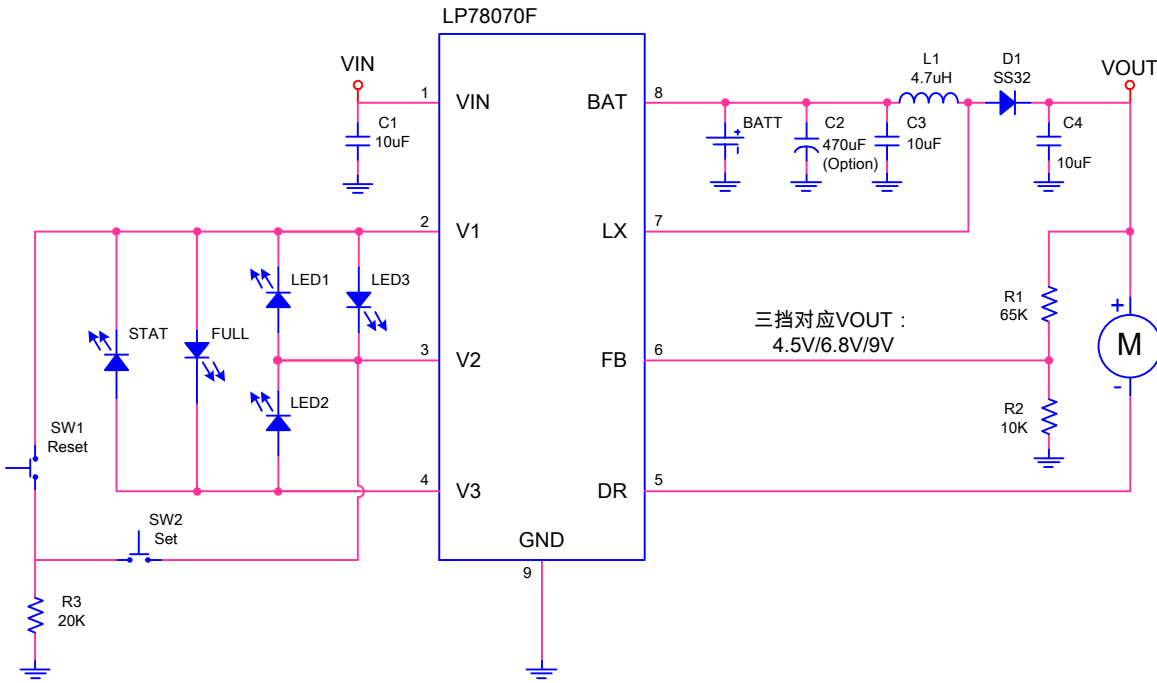 LP78070F
VIN
1
VIN
C1
10uF
BAT
8
BATT
+
-
C2
470uF
(Option)
C3
10uF
L1
4.7uH
D1
SS32
C4
10uF
VOUT
2
V1
LX
7
STAT
FULL
LED1
LED3
3
V2
LED2
FB
6
三挡对应VOUT：
4.5V/6.8V/9V
R1
65K
R2
10K
+
M
-
SW1
Reset
4
V3
DR
5
SW2
Set
GND
9
R3
20K